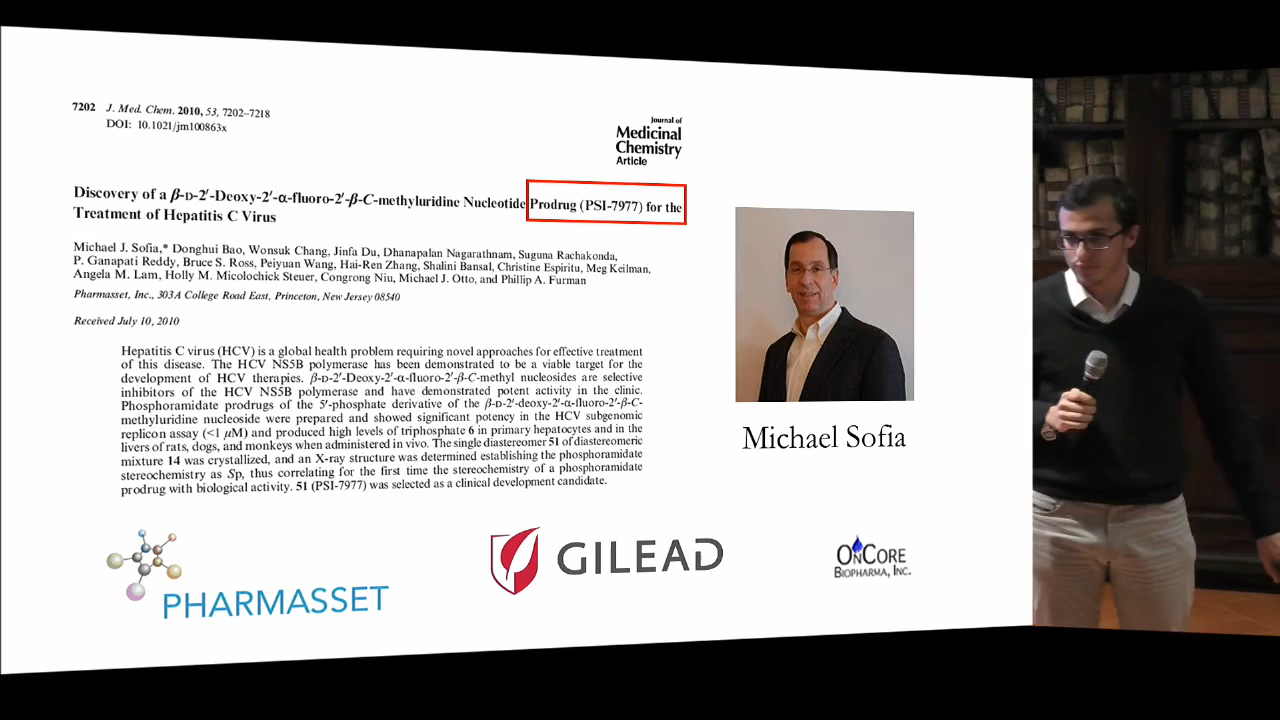 7202 J. Med. Chem. 2010, 53, 7202–7218
DOI: 10.1021/jm100863x
Journal of
Medicinal
Chemistry
Article
Discovery of a β-D-2′-Deoxy-2′-α-fluoro-2′-β-C-methyluridine Nucleotide Prodrug (PSI-7977) for the
Treatment of Hepatitis C Virus
Michael J. Sofia,* Donghui Bao, Wonsuk Chang, Jinfa Du, Dhanapalan Nagarathnam, Suguna Rachakonda,
P. Ganapati Reddy, Bruce S. Ross, Peiyuan Wang, Hai-Ren Zhang, Shalini Bansal, Christine Espiritu, Meg Keilman,
Angela M. Lam, Holly M. Micolochick Steuer, Congrong Niu, Michael J. Otto, and Phillip A. Furman
Pharmasset, Inc., 303A College Road East, Princeton, New Jersey 08540
Received July 10, 2010
Hepatitis C virus (HCV) is a global health problem requiring novel approaches for effective treatment
of this disease. The HCV NS5B polymerase has been demonstrated to be a viable target for the
development of HCV therapies. β-D-2′-Deoxy-2′-α-fluoro-2′-β-C-methyl nucleosides are selective
inhibitors of the HCV NS5B polymerase and have demonstrated potent activity in the clinic.
Phosphoramidate prodrugs of the 5′-phosphate derivative of the β-D-2′-deoxy-2′-α-fluoro-2′-β-C-
methyluridine nucleoside were prepared and showed significant potency in the HCV subgenomic
replicon assay (<1 μM) and produced high levels of triphosphate 6 in primary hepatocytes and in the
livers of rats, dogs, and monkeys when administered in vivo. The single diastereomer 51 of diastereomeric
mixture 14 was crystallized, and an X-ray structure was determined establishing the phosphoramidate
stereochemistry as Sp, thus correlating for the first time the stereochemistry of a phosphoramidate
prodrug with biological activity. 51 (PSI-7977) was selected as a clinical development candidate.
Michael Sofia
PHARMASSET
GILEAD
ONCORE
BIOPHARMA, INC.